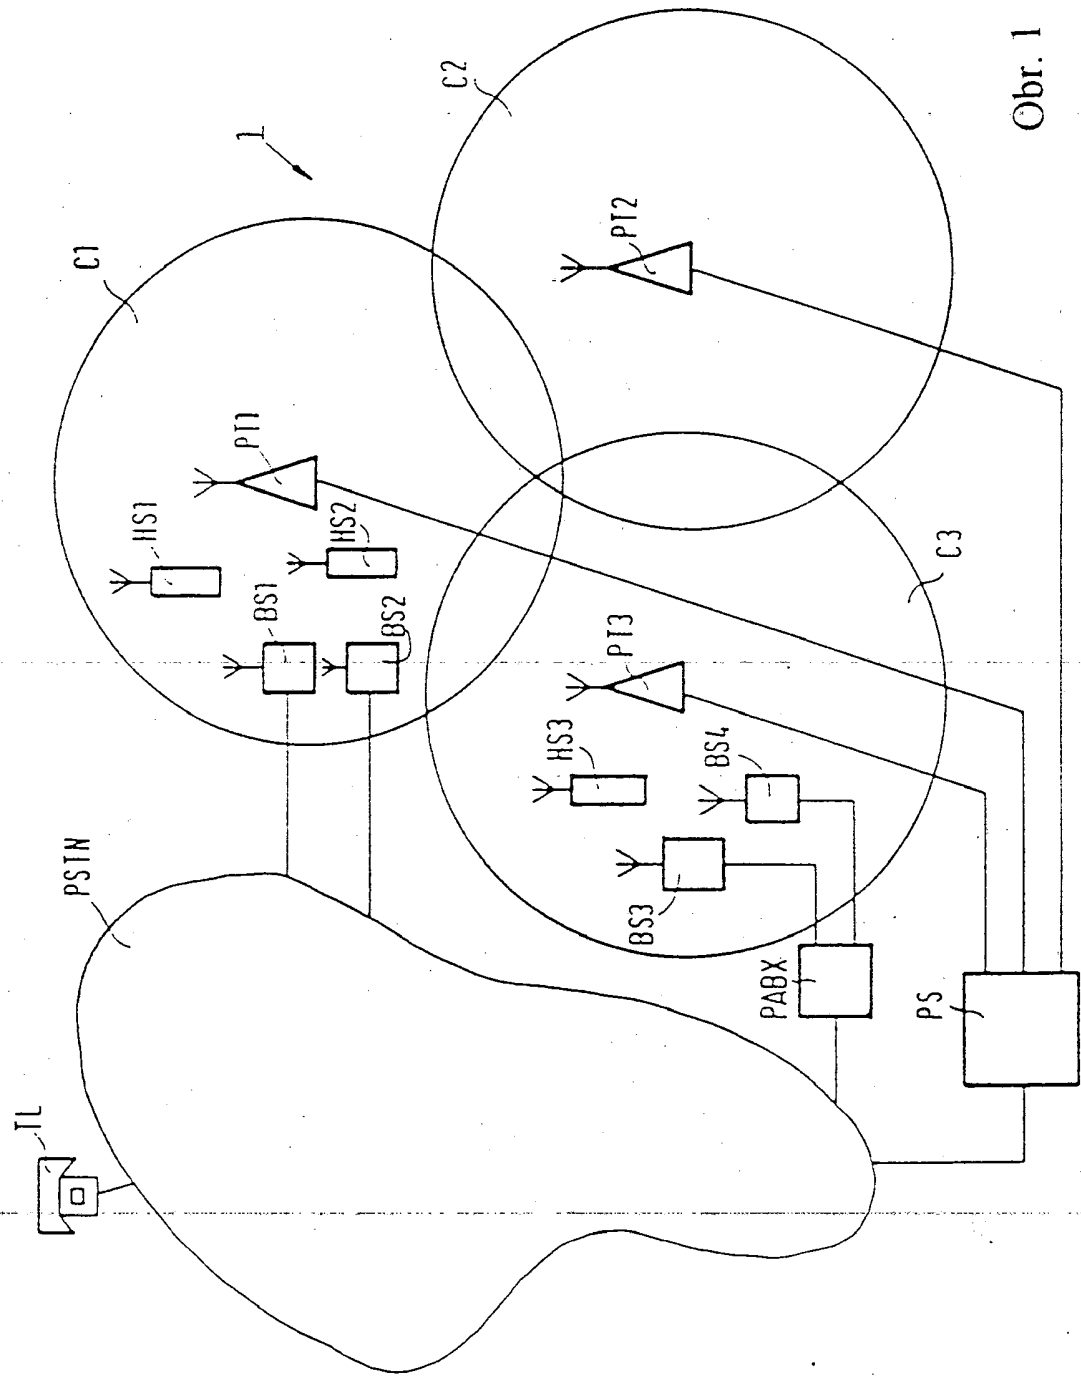 1
C1
C2
PT2
PT1
HS1
HS2
BS1
BS2
C3
PT3
HS3
BS4
BS3
PSTN
PABX
PS
TL
Obr. 1